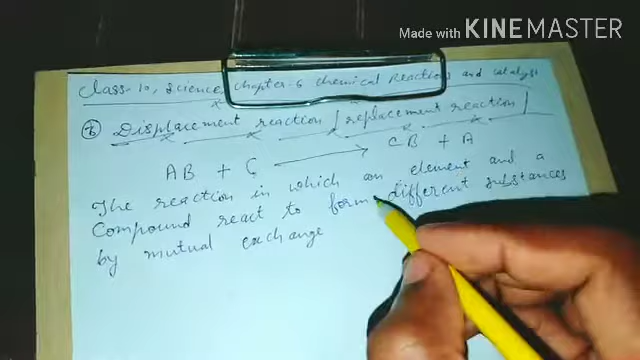 Made with KINEMASTER
Class-10, Science, chapter-6 chemical Reactions and catalyst
(b) Displacement reaction / replacement reaction /
AB + C → CB + A
The reaction in which an element and a
Compound react to form different substances
by mutual exchange